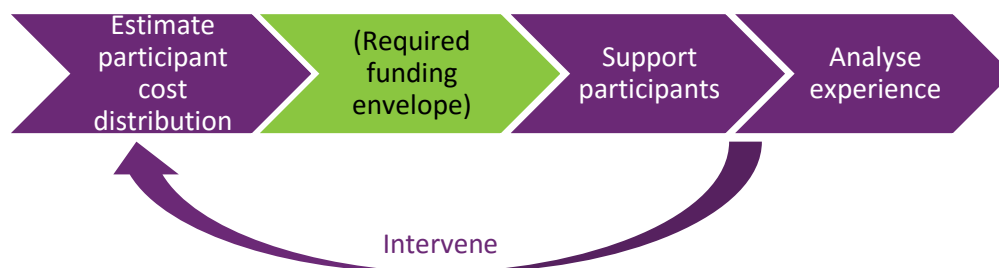 Estimate
participant
cost
distribution
(Required
funding
envelope)
Support
participants
Analyse
experience
Intervene